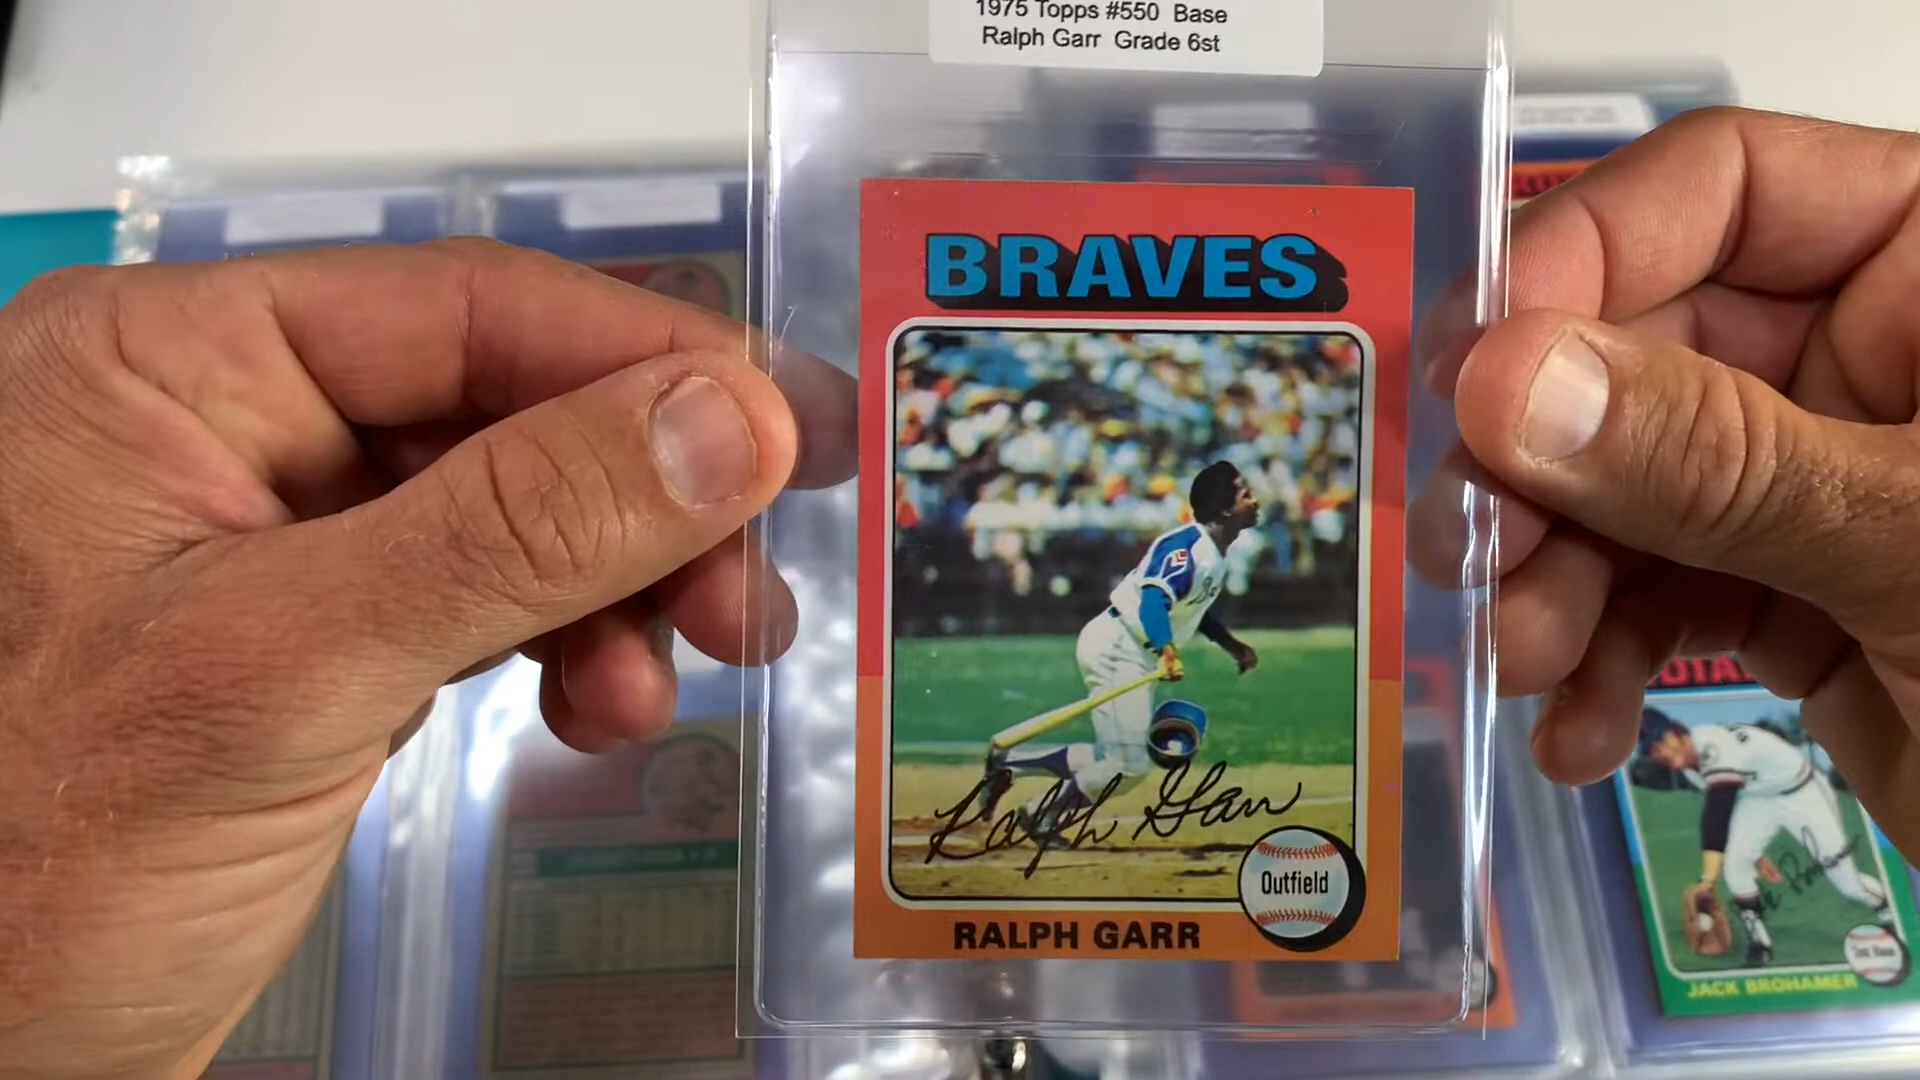 1975 Topps #550 Base
Ralph Garr Grade 6st
BRAVES
Ralph Garr
Outfield
RALPH GARR
JACK BROHAMER